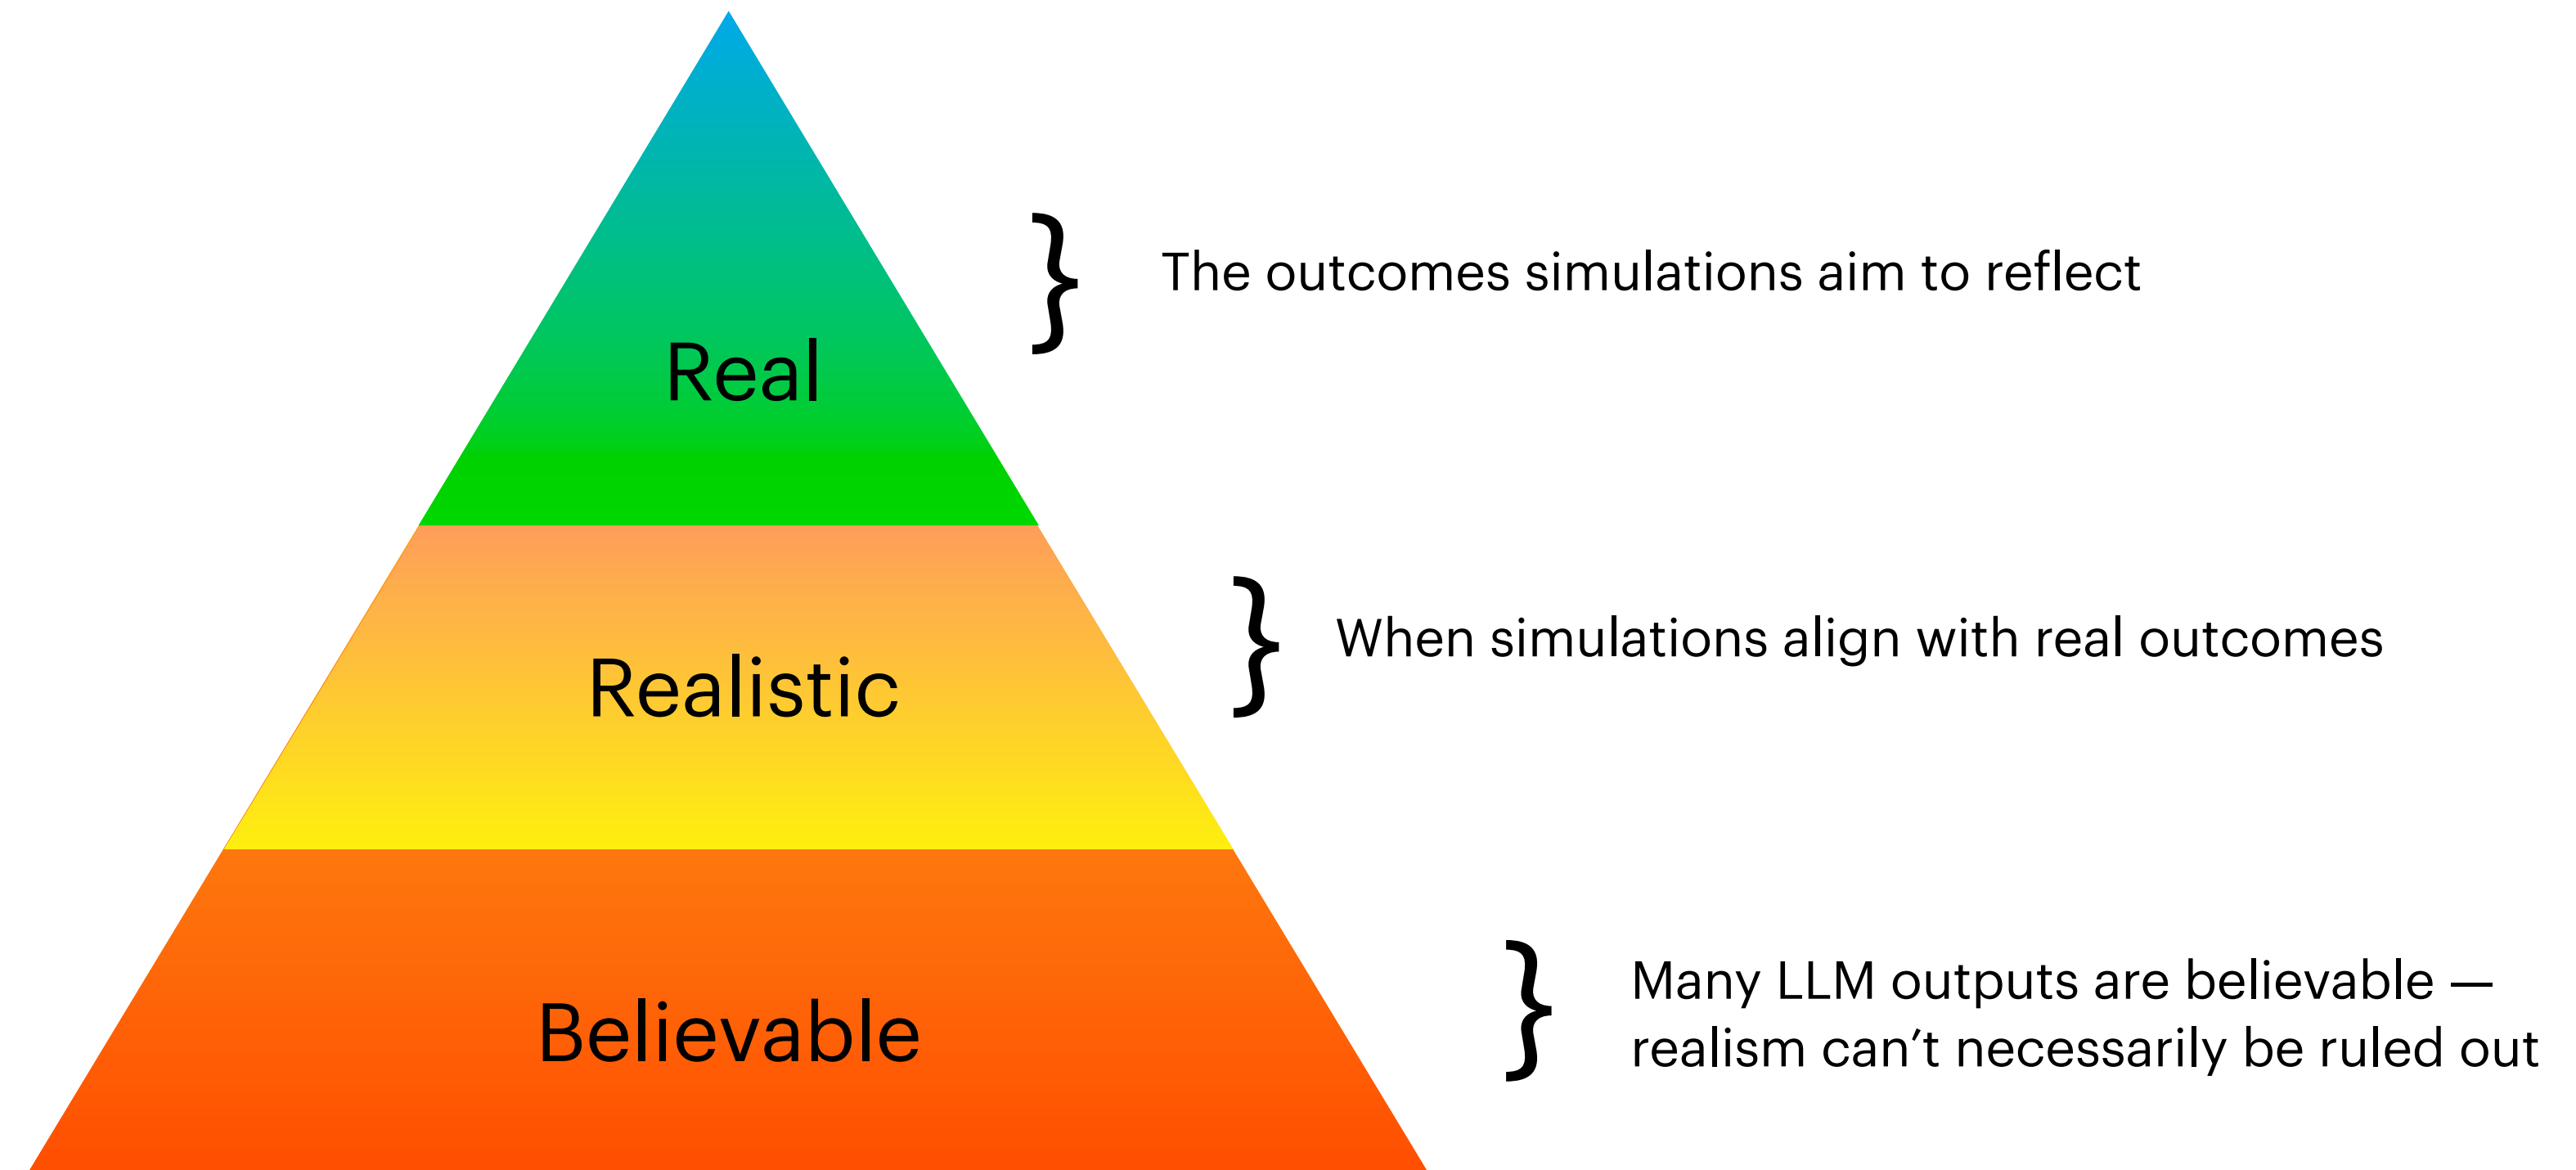 Real
} The outcomes simulations aim to reflect
Realistic
} When simulations align with real outcomes
Believable
} Many LLM outputs are believable —
realism can’t necessarily be ruled out